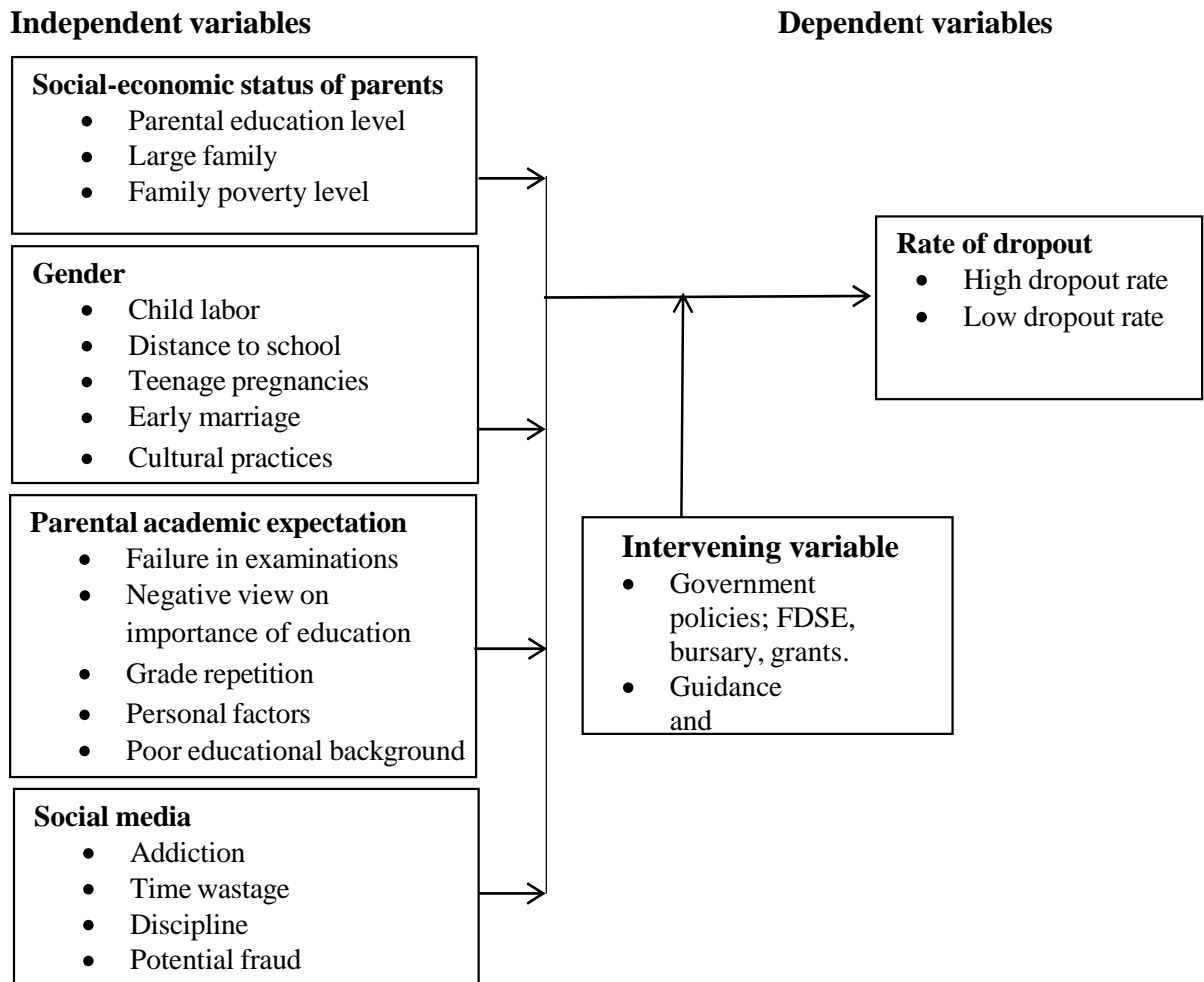 Independent variables
Dependent variables
Social-economic status of parents
• Parental education level
• Large family
• Family poverty level
Gender
• Child labor
• Distance to school
• Teenage pregnancies
• Early marriage
• Cultural practices
Parental academic expectation
• Failure in examinations
• Negative view on
importance of education
• Grade repetition
• Personal factors
• Poor educational background
Social media
• Addiction
• Time wastage
• Discipline
• Potential fraud
Intervening variable
• Government
policies; FDSE,
bursary, grants.
• Guidance
and
Rate of dropout
• High dropout rate
• Low dropout rate